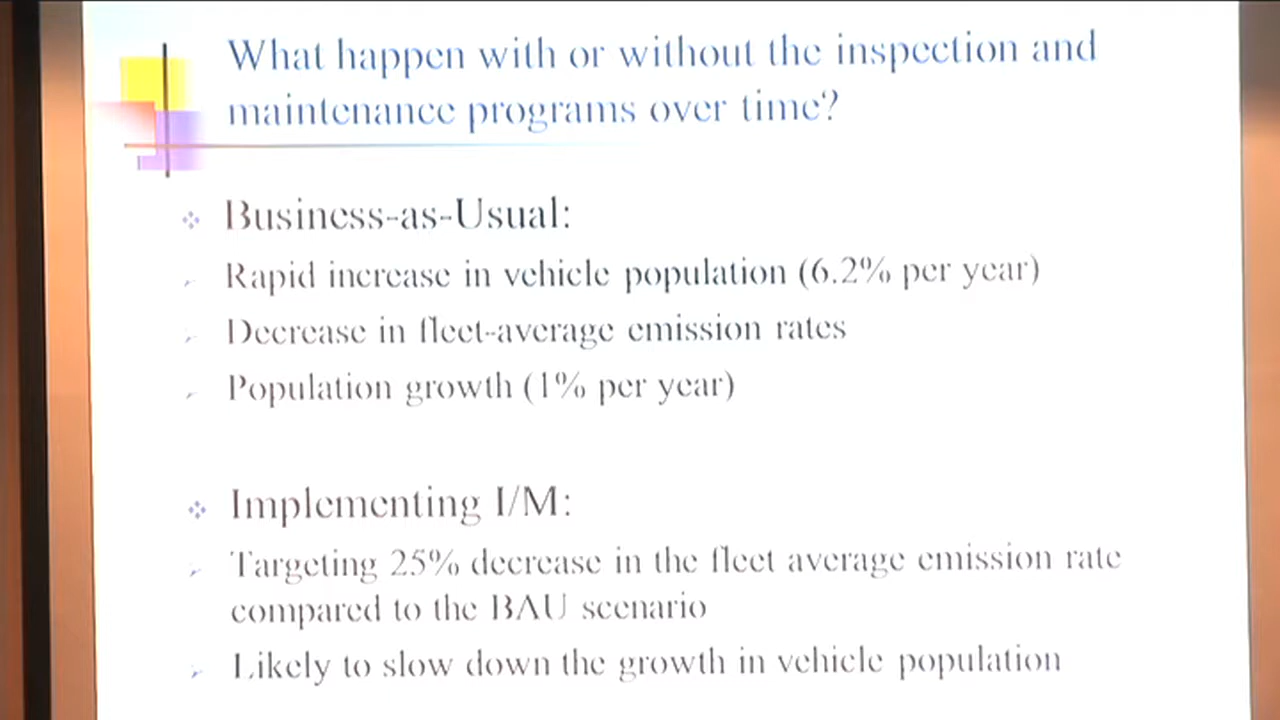 What happen with or without the inspection and
maintenance programs over time?
Business-as-Usual:
Rapid increase in vehicle population (6.2% per year)
Decrease in fleet-average emission rates
Population growth (1% per year)
Implementing I/M:
Targeting 25% decrease in the fleet average emission rate
compared to the BAU scenario
Likely to slow down the growth in vehicle population